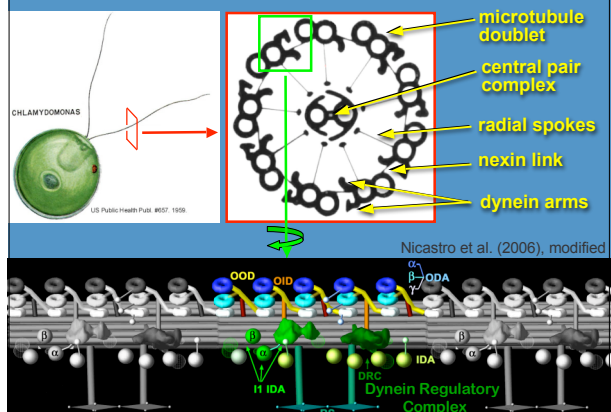 microtubule
doublet
central pair
complex
CHLAMYDOMONAS
radial spokes
nexin link
dynein arms
US Public Health Publ. #657. 1959.
Nicastro et al. (2006), modified
OOD
OID
α
β
γ
ODA
β
α
β
α
IDA
I1 IDA
DRC
Dynein Regulatory
Complex
β
α